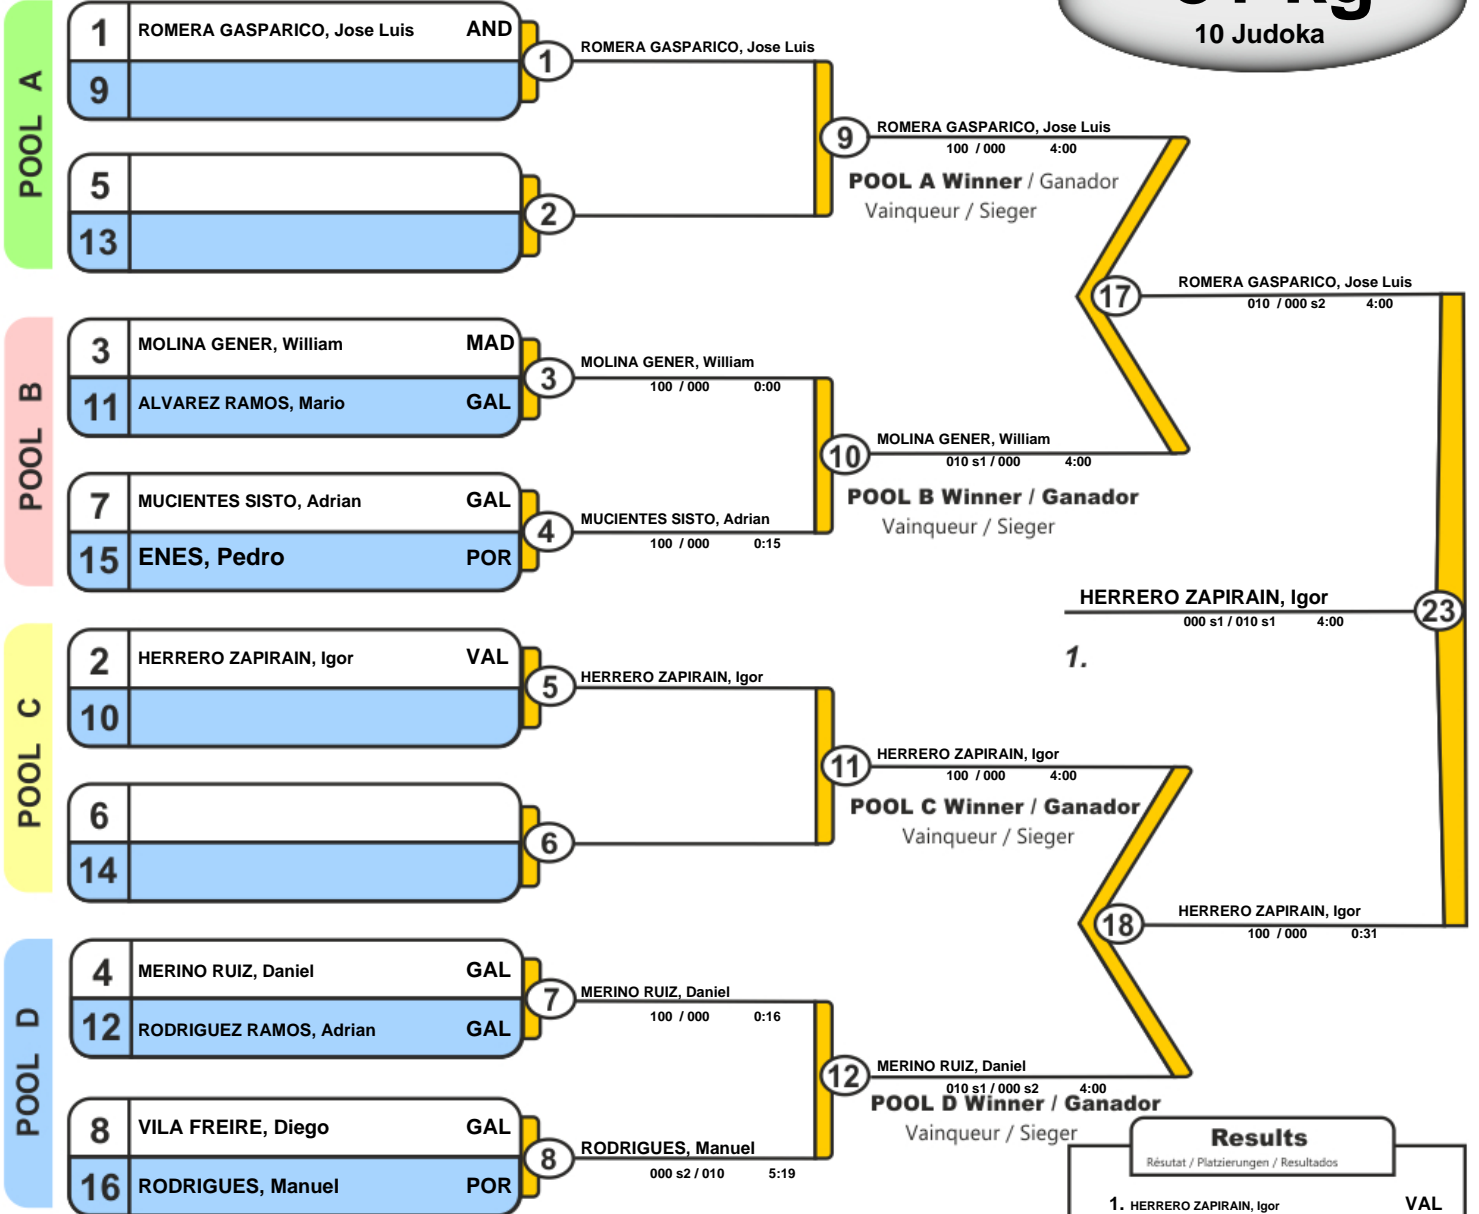 10 Judoka
POOL A
1 ROMERA GASPARICO, Jose Luis AND
9
5
13
1
ROMERA GASPARICO, Jose Luis
2
9
ROMERA GASPARICO, Jose Luis
100 / 000 4:00
POOL A Winner / Ganador
Vainqueur / Sieger
POOL B
3 MOLINA GENER, William MAD
11 ALVAREZ RAMOS, Mario GAL
7 MUCIENTES SISTO, Adrian GAL
15 ENES, Pedro POR
3
MOLINA GENER, William
100 / 000 0:00
4
MUCIENTES SISTO, Adrian
100 / 000 0:15
10
MOLINA GENER, William
010 s1 / 000 4:00
POOL B Winner / Ganador
Vainqueur / Sieger
17
ROMERA GASPARICO, Jose Luis
010 / 000 s2 4:00
HERRERO ZAPIRAIN, Igor
23
000 s1 / 010 s1 4:00
1.
POOL C
2 HERRERO ZAPIRAIN, Igor VAL
10
6
14
5
HERRERO ZAPIRAIN, Igor
6
11
HERRERO ZAPIRAIN, Igor
100 / 000 4:00
POOL C Winner / Ganador
Vainqueur / Sieger
18
HERRERO ZAPIRAIN, Igor
100 / 000 0:31
POOL D
4 MERINO RUIZ, Daniel GAL
12 RODRIGUEZ RAMOS, Adrian GAL
8 VILA FREIRE, Diego GAL
16 RODRIGUES, Manuel POR
7
MERINO RUIZ, Daniel
100 / 000 0:16
8
RODRIGUES, Manuel
000 s2 / 010 5:19
12
MERINO RUIZ, Daniel
010 s1 / 000 s2 4:00
POOL D Winner / Ganador
Vainqueur / Sieger
Results
Résutat / Platzierungen / Resultados
1. HERRERO ZAPIRAIN, Igor VAL